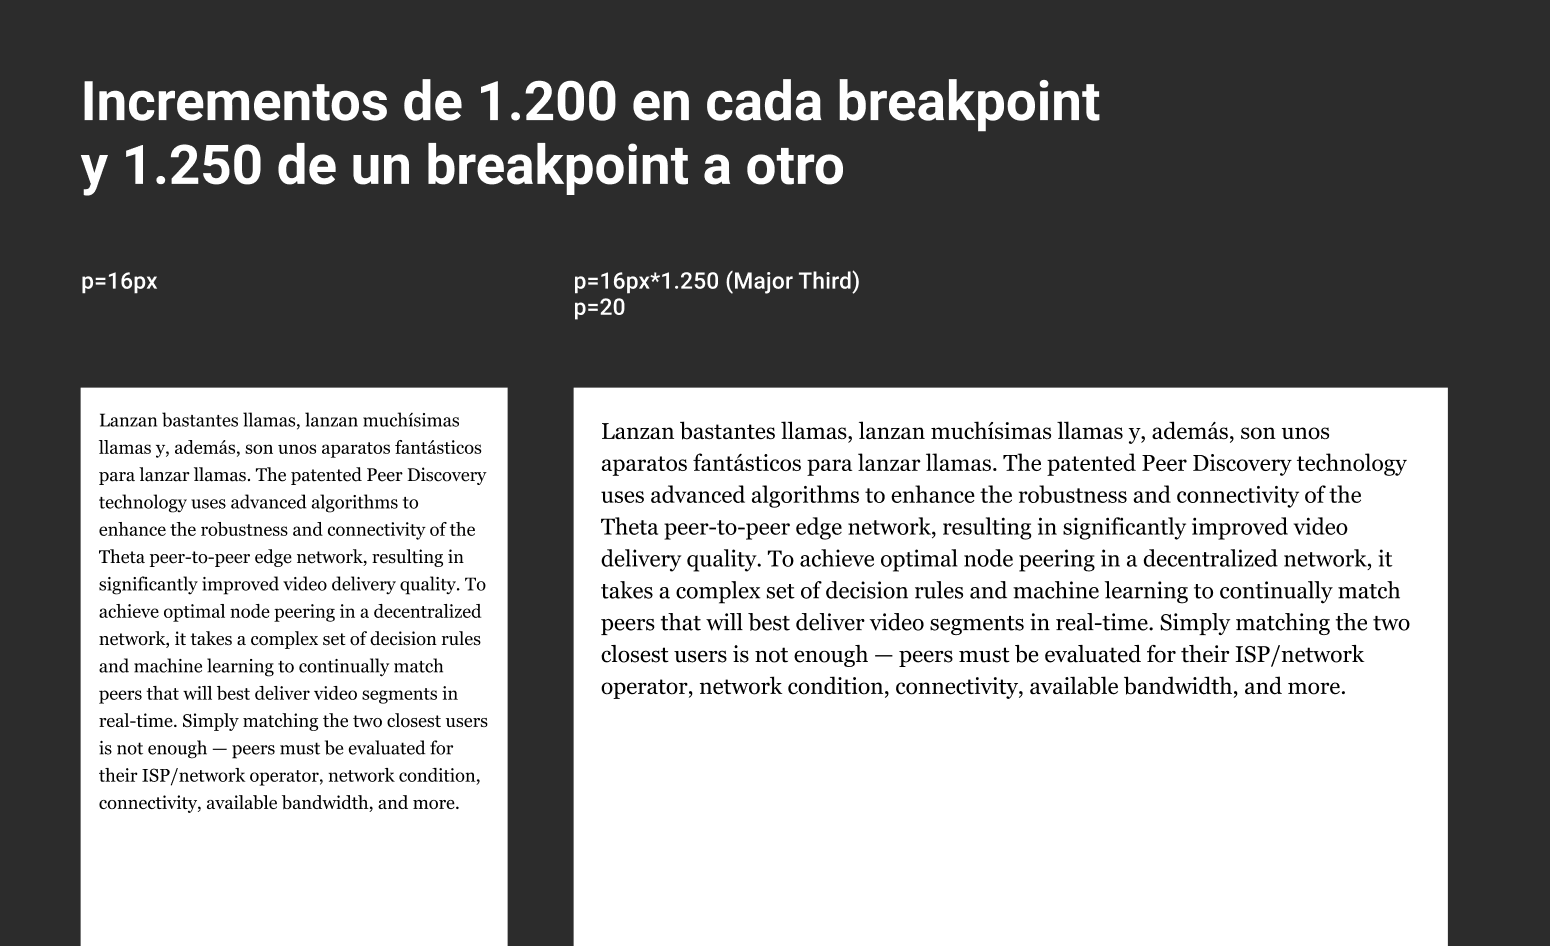 Incrementos de 1.200 en cada breakpoint
y 1.250 de un breakpoint a otro
p=16px
p=16px*1.250 (Major Third)
p=20
Lanzan bastantes llamas, lanzan muchísimas
llamas y, además, son unos aparatos fantásticos
para lanzar llamas. The patented Peer Discovery
technology uses advanced algorithms to
enhance the robustness and connectivity of the
Theta peer-to-peer edge network, resulting in
significantly improved video delivery quality. To
achieve optimal node peering in a decentralized
network, it takes a complex set of decision rules
and machine learning to continually match
peers that will best deliver video segments in
real-time. Simply matching the two closest users
is not enough — peers must be evaluated for
their ISP/network operator, network condition,
connectivity, available bandwidth, and more.
Lanzan bastantes llamas, lanzan muchísimas llamas y, además, son unos
aparatos fantásticos para lanzar llamas. The patented Peer Discovery technology
uses advanced algorithms to enhance the robustness and connectivity of the
Theta peer-to-peer edge network, resulting in significantly improved video
delivery quality. To achieve optimal node peering in a decentralized network, it
takes a complex set of decision rules and machine learning to continually match
peers that will best deliver video segments in real-time. Simply matching the two
closest users is not enough — peers must be evaluated for their ISP/network
operator, network condition, connectivity, available bandwidth, and more.